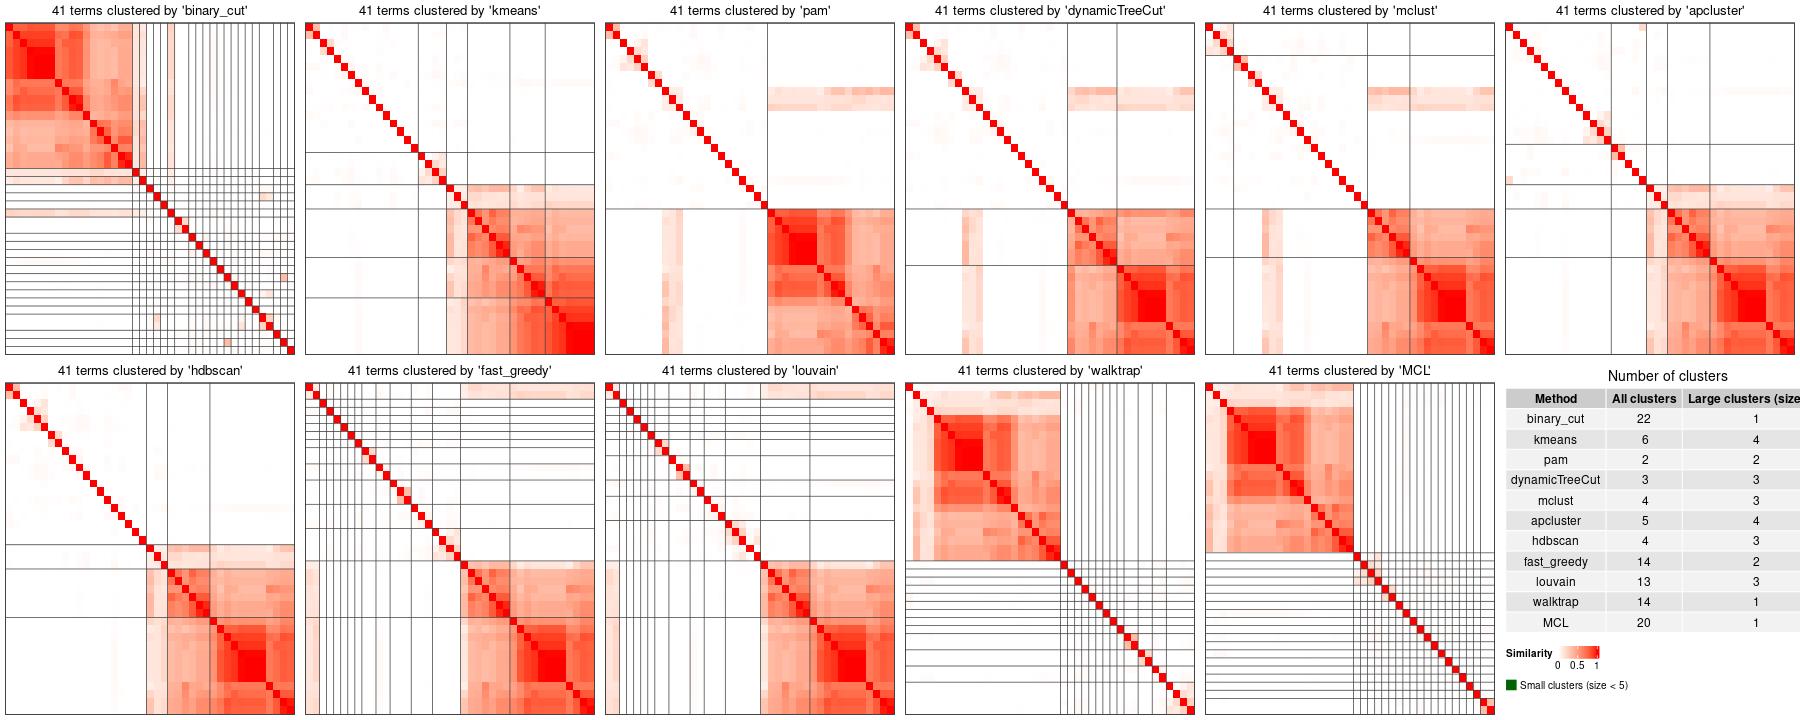 41 terms clustered by 'binary_cut'
41 terms clustered by 'kmeans'
41 terms clustered by 'pam'
41 terms clustered by 'dynamicTreeCut'
41 terms clustered by 'mclust'
41 terms clustered by 'apcluster'
41 terms clustered by 'hdbscan'
41 terms clustered by 'fast_greedy'
41 terms clustered by 'louvain'
41 terms clustered by 'walktrap'
41 terms clustered by 'MCL'
Number of clusters
Method All clusters Large clusters (size
binary_cut 22 1
kmeans 6 4
pam 2 2
dynamicTreeCut 3 3
mclust 4 3
apcluster 5 4
hdbscan 4 3
fast_greedy 14 2
louvain 13 3
walktrap 14 1
MCL 20 1
Similarity
0 0.5 1
Small clusters (size < 5)